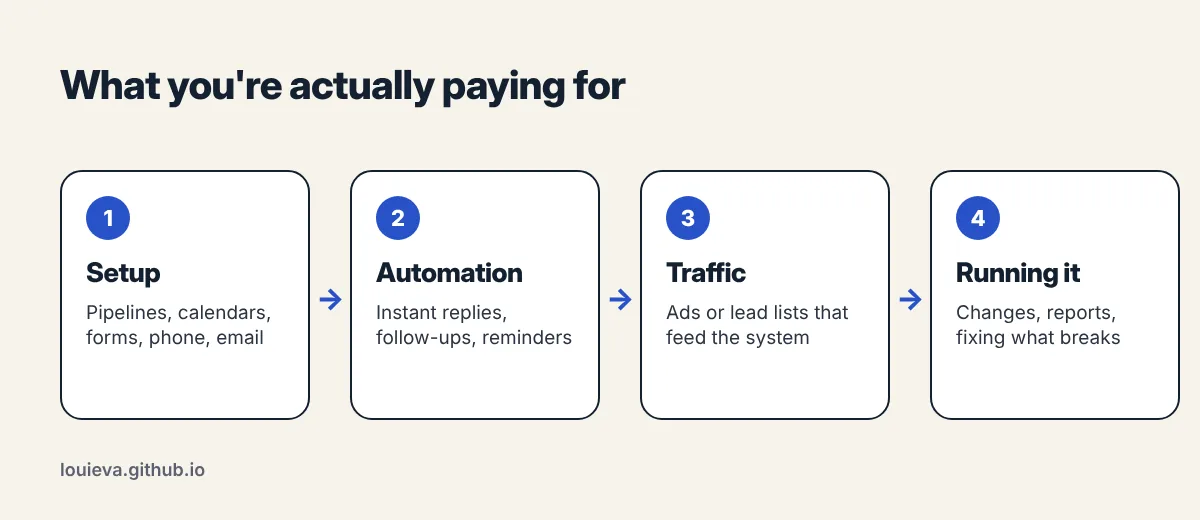 What you're actually paying for
1
Setup
Pipelines, calendars,
forms, phone, email
2
Automation
Instant replies,
follow-ups, reminders
3
Traffic
Ads or lead lists that
feed the system
4
Running it
Changes, reports,
fixing what breaks
louieva.github.io